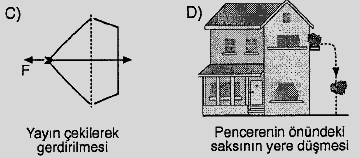 C)
D)
F
Yayın çekilerek
gerdirilmesi
Pencerenin önündeki
saksının yere düşmesi